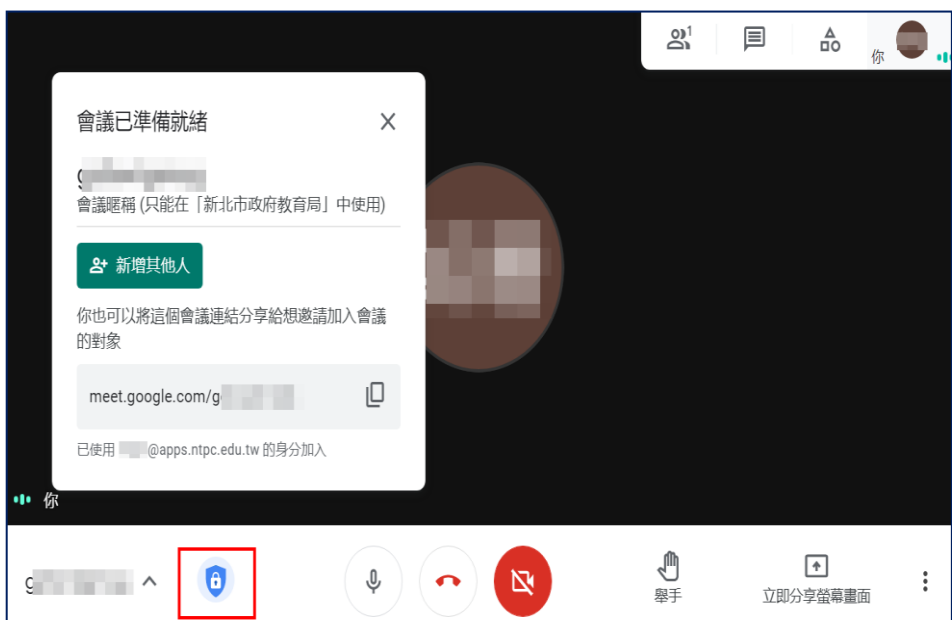 1
你
會議已準備就緒
g
會議暱稱 (只能在「新北市政府教育局」中使用)
新增其他人
你也可以將這個會議連結分享給想邀請加入會議
的對象
meet.google.com/g
已使用 @apps.ntpc.edu.tw 的身分加入
你
g
舉手
立即分享螢幕畫面